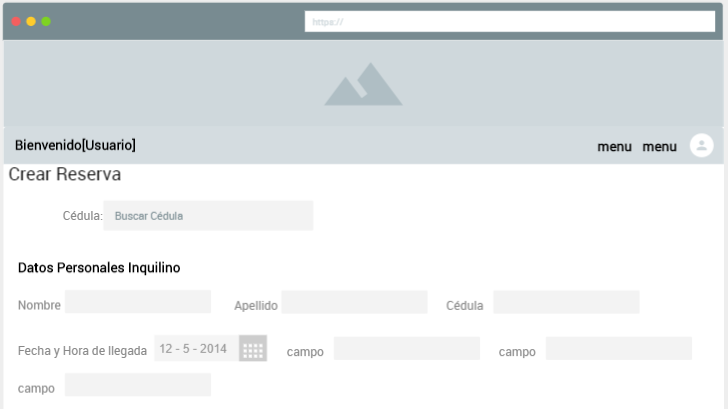 https://
Bienvenido[Usuario] menu menu
Crear Reserva
Cédula: Buscar Cédula
Datos Personales Inquilino
Nombre Apellido Cédula
Fecha y Hora de llegada 12 - 5 - 2014 campo campo
campo